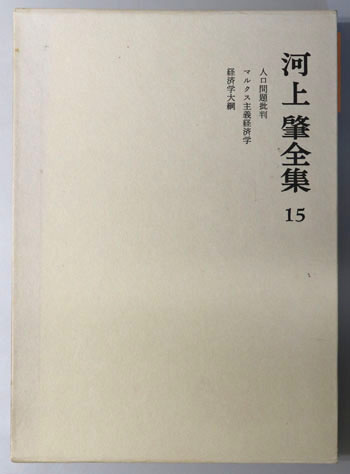 河上肇全集
15
人口問題批判
マルクス主義経済学
経済学大綱